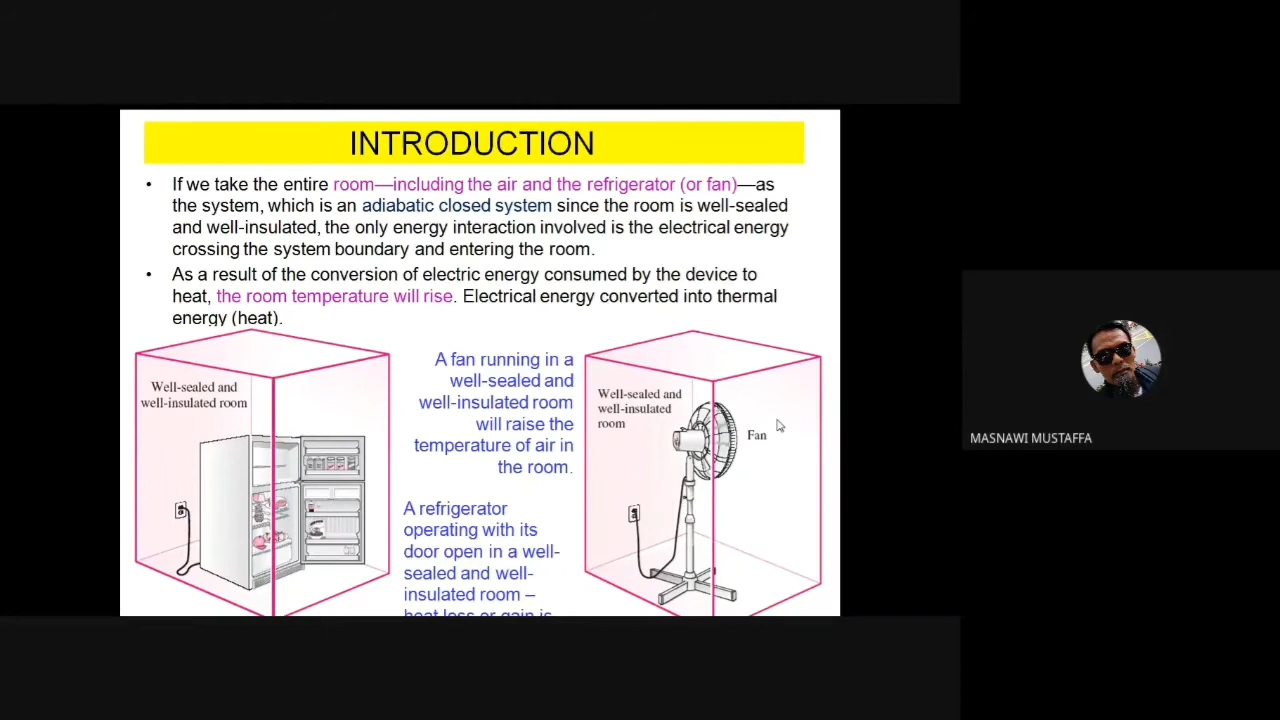 INTRODUCTION
• If we take the entire room—including the air and the refrigerator (or fan)—as
the system, which is an adiabatic closed system since the room is well-sealed
and well-insulated, the only energy interaction involved is the electrical energy
crossing the system boundary and entering the room.
• As a result of the conversion of electric energy consumed by the device to
heat, the room temperature will rise. Electrical energy converted into thermal
energy (heat).
Well-sealed and
well-insulated room
A fan running in a
well-sealed and
well-insulated room
will raise the
temperature of air in
the room.
A refrigerator
operating with its
door open in a well-
sealed and well-
insulated room –
heat loss or gain is
Well-sealed and
well-insulated
room
Fan
MASNAWI MUSTAFFA